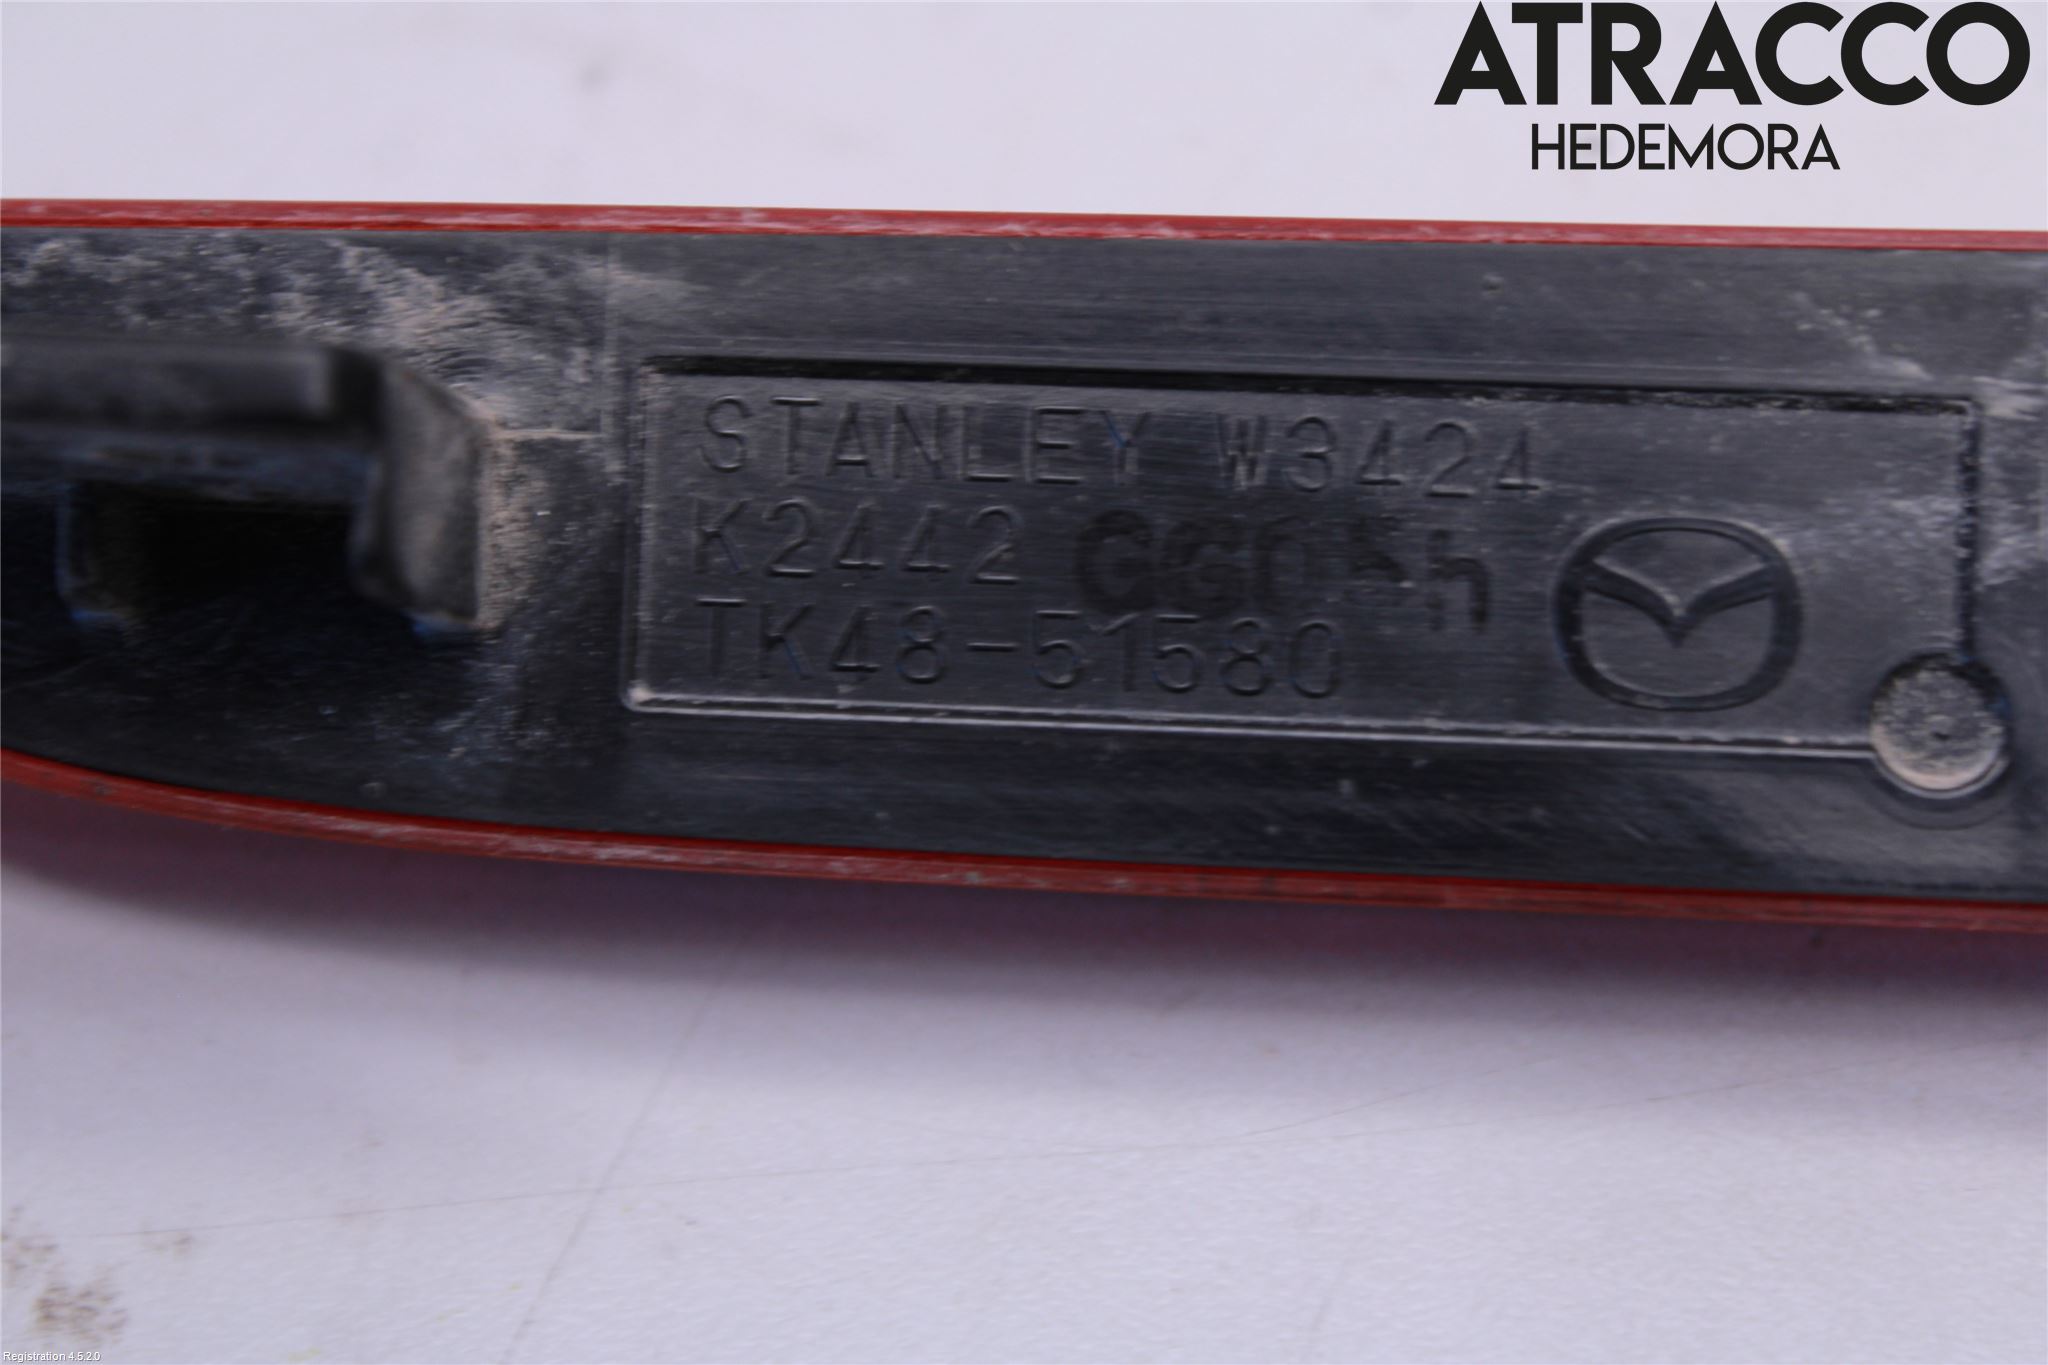 ATRACCO
HEDEMORA
STANLEY W3424
K2442
TK48-51580
Registration 4.5.2.0